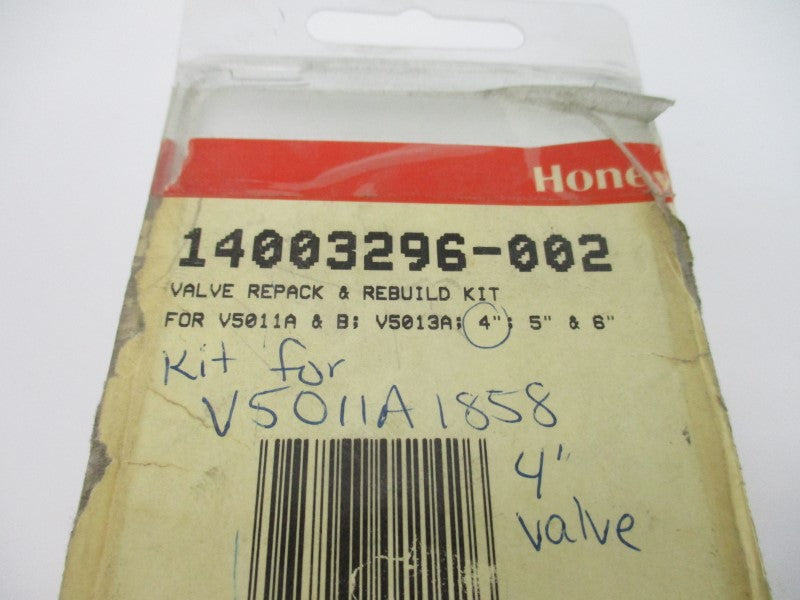 Honey
14003296-002
VALVE REPACK & REBUILD KIT
FOR V5011A & B; V5013A; 4"; 5" & 6"
Kit for
V5011A1858
4"
valve